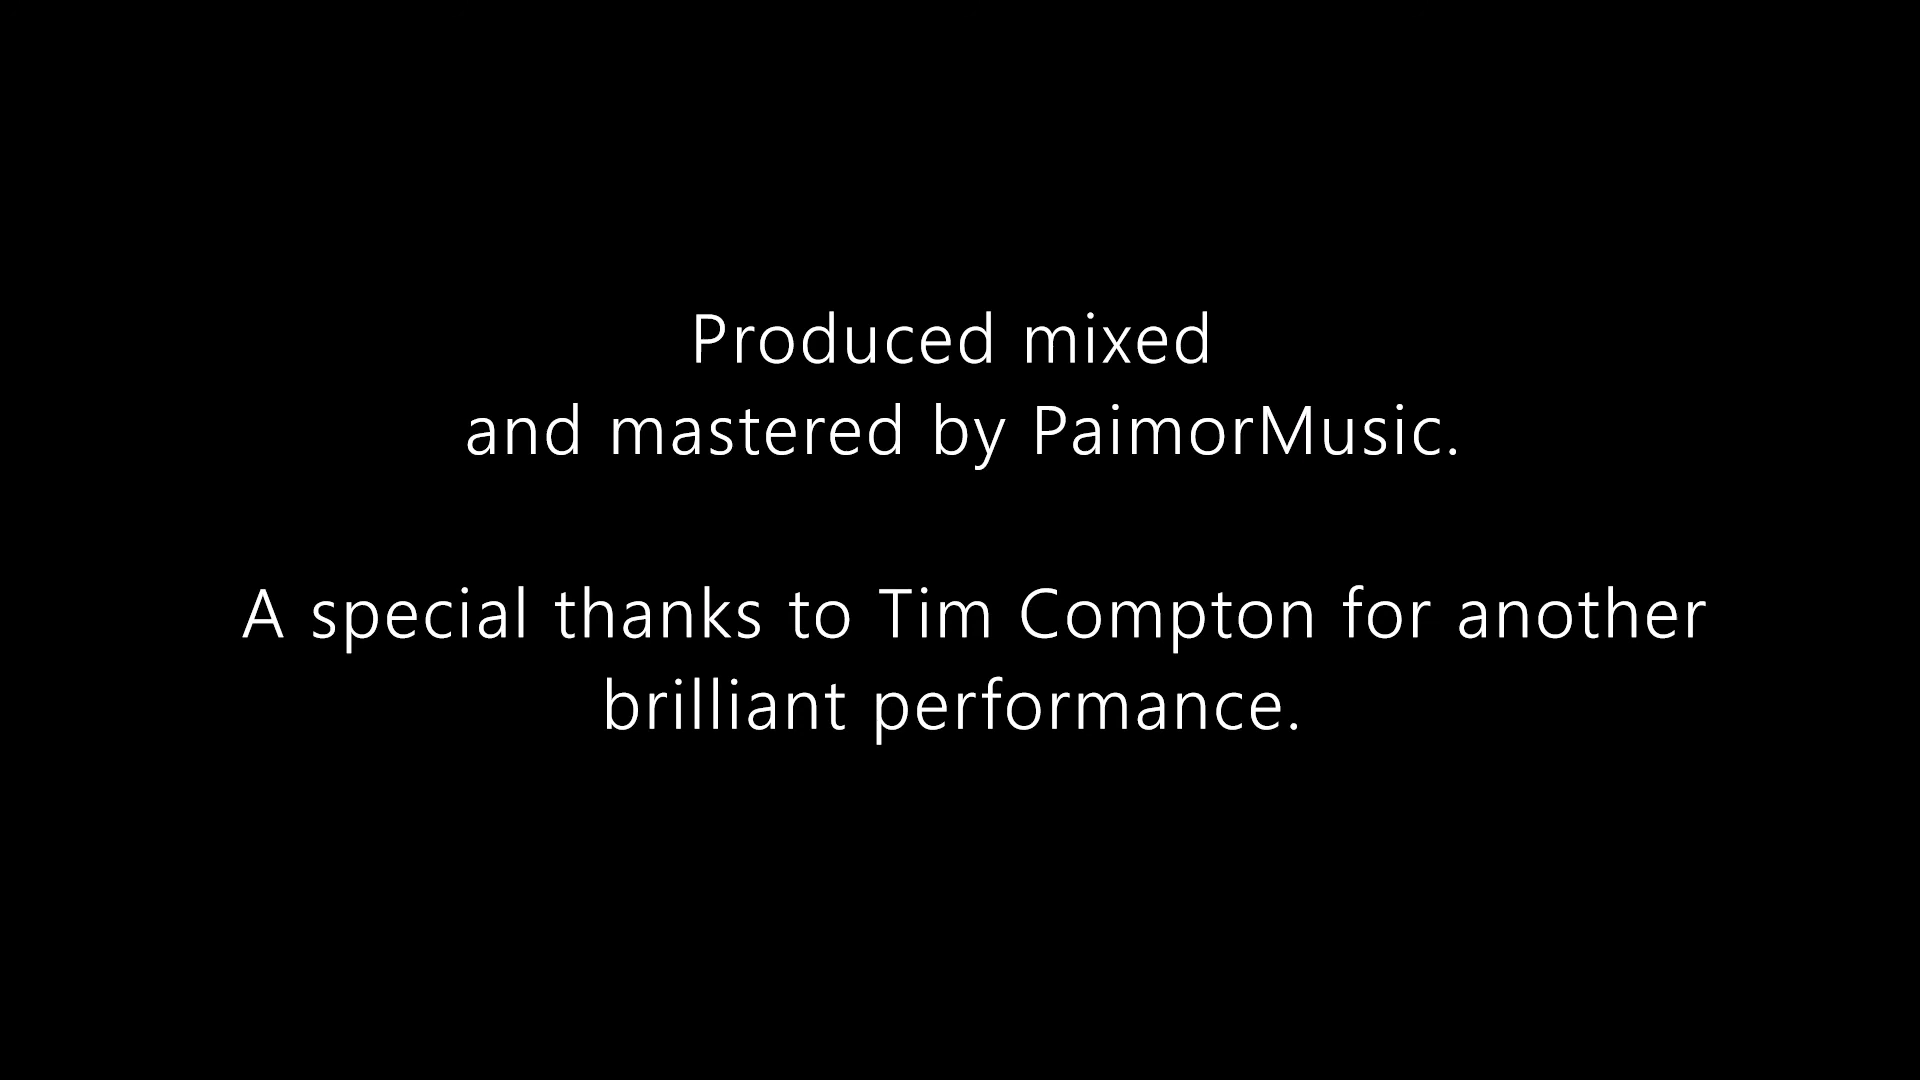 Produced mixed
and mastered by PaimorMusic.
A special thanks to Tim Compton for another
brilliant performance.